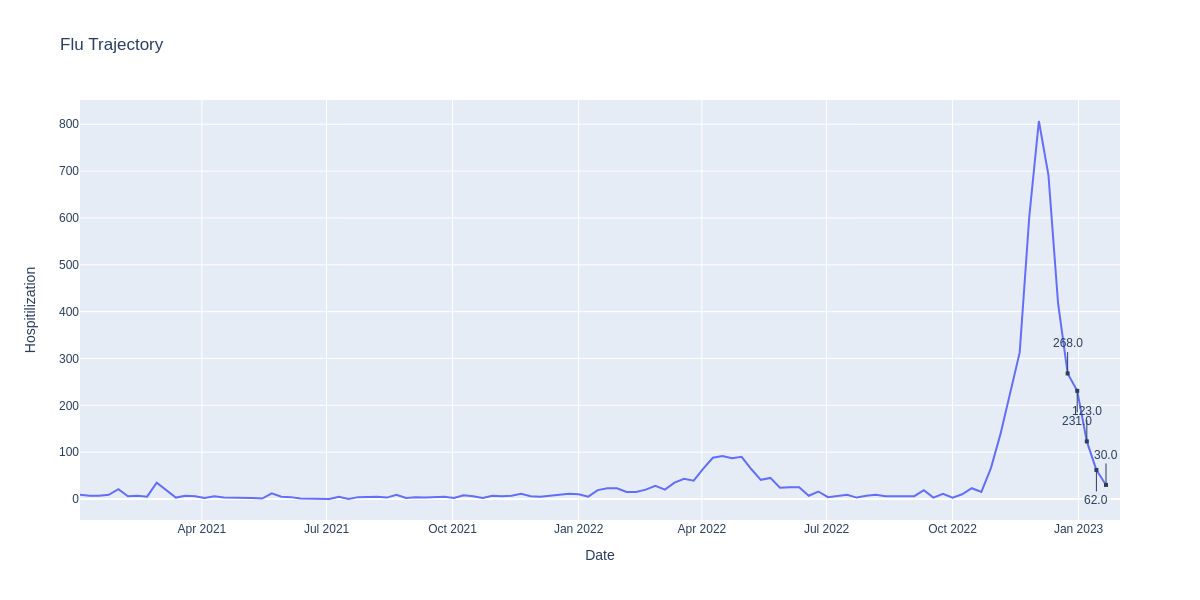 Flu Trajectory
Hospitilization
800
700
600
500
400
300
200
100
0
268.0
123.0
231.0
30.0
62.0
Apr 2021
Jul 2021
Oct 2021
Jan 2022
Apr 2022
Jul 2022
Oct 2022
Jan 2023
Date